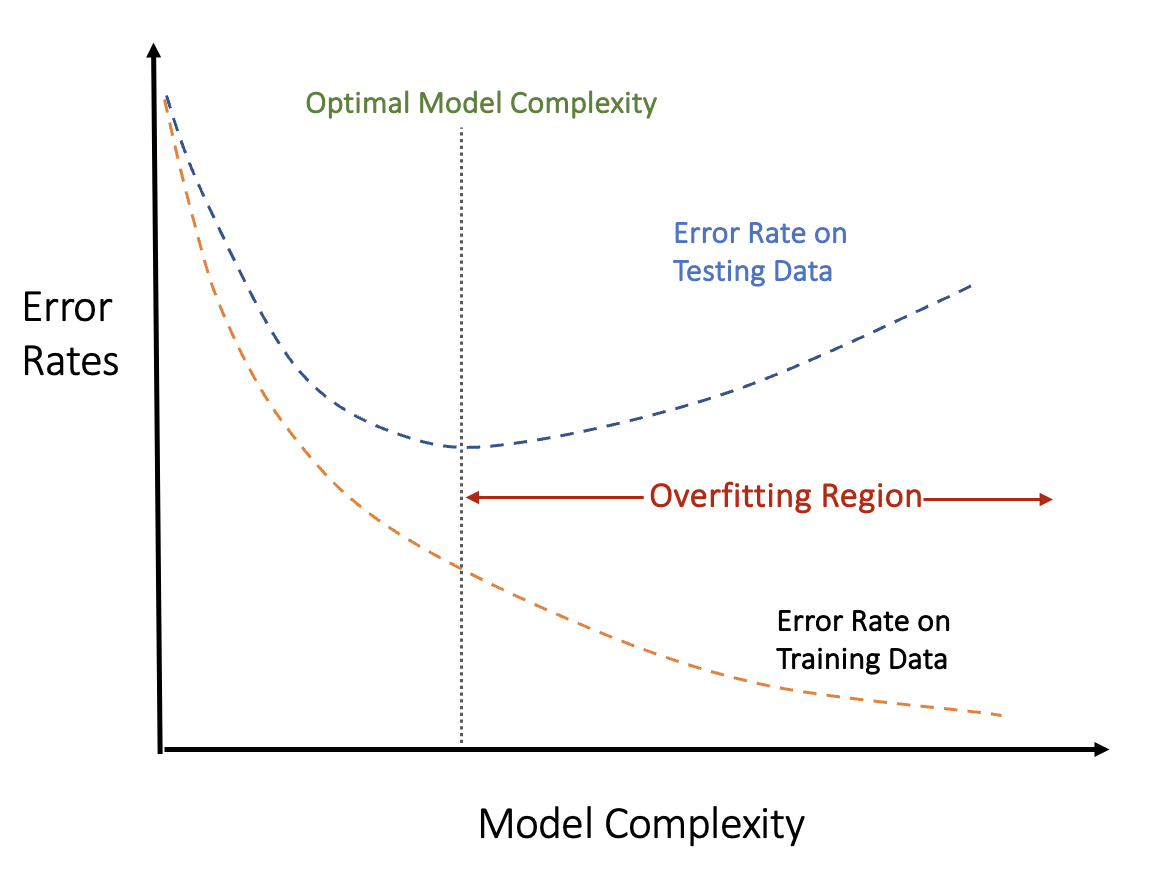 Optimal Model Complexity
Error Rate on
Testing Data
Error
Rates
Overfitting Region
Error Rate on
Training Data
Model Complexity